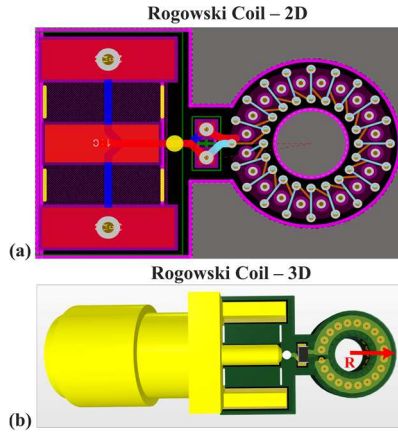 Rogowski Coil – 2D
(a)
Rogowski Coil – 3D
R
(b)